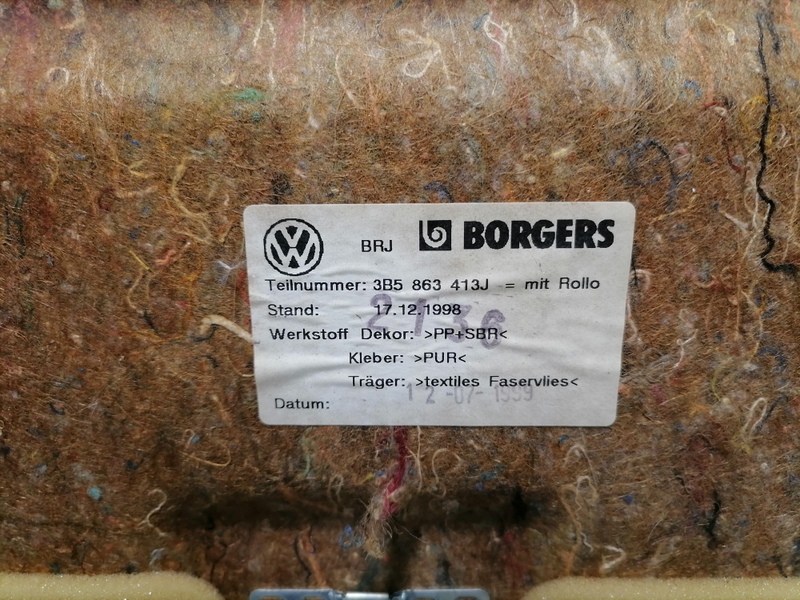 BRJ BORGERS
Teilnummer: 3B5 863 413J = mit Rollo
Stand: 17.12.1998
2136
Werkstoff Dekor: >PP+SBR<
Kleber: >PUR<
Träger: >textiles Faservlies<
Datum: 12-07-1999